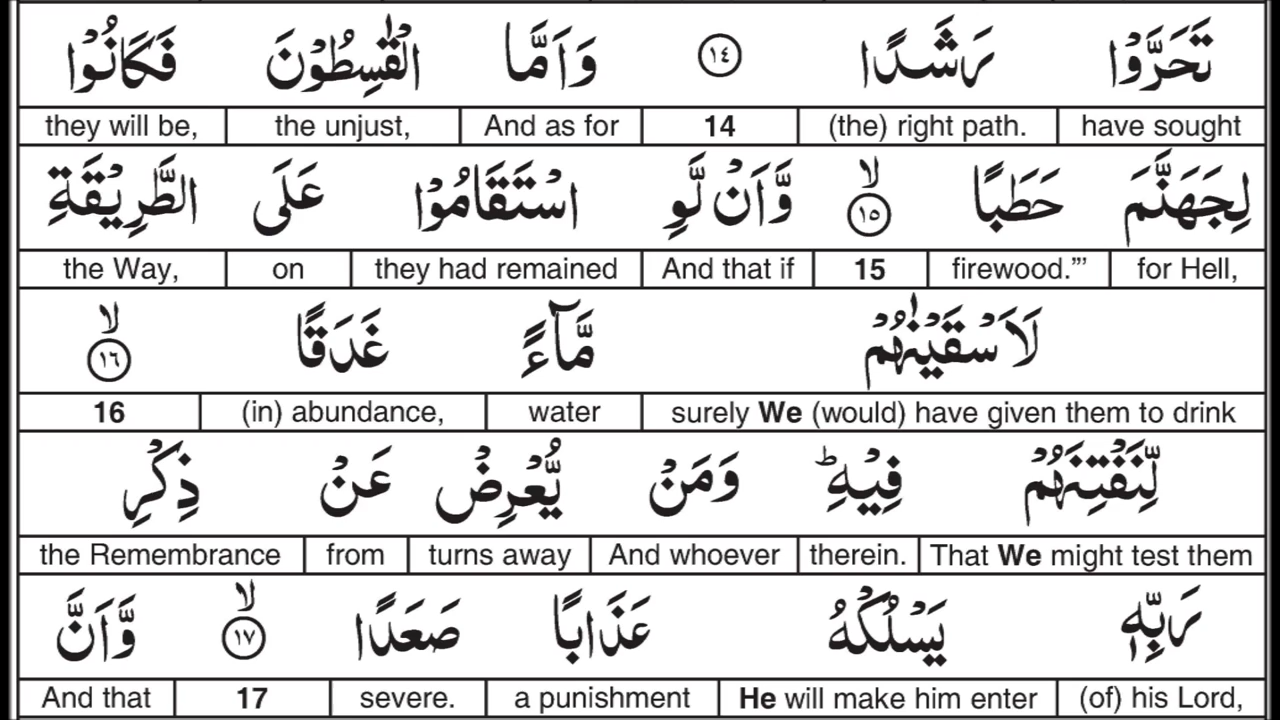 تَحَرَّوْا رَشَدًا ١٤ وَاَمَّا الْقٰسِطُوْنَ فَكَانُوْا
have sought (the) right path. 14 And as for the unjust, they will be,
لِجَهَنَّمَ حَطَبًا ۙ ١٥ وَّاَنْ لَّوِ اسْتَقَامُوْا عَلَى الطَّرِيْقَةِ
for Hell, firewood.”’ 15 And that if they had remained on the Way,
لَاَسْقَيْنٰهُمْ مَّآءً غَدَقًا ۙ ١٦
surely We (would) have given them to drink water (in) abundance, 16
لِّنَفْتِنَهُمْ فِيْهِ ؕ وَمَنْ يُّعْرِضْ عَنْ ذِكْرِ
That We might test them therein. And whoever turns away from the Remembrance
رَبِّهٖ يَسْلُكْهُ عَذَابًا صَعَدًا ۙ ١٧ وَّاَنَّ
(of) his Lord, He will make him enter a punishment severe. 17 And that